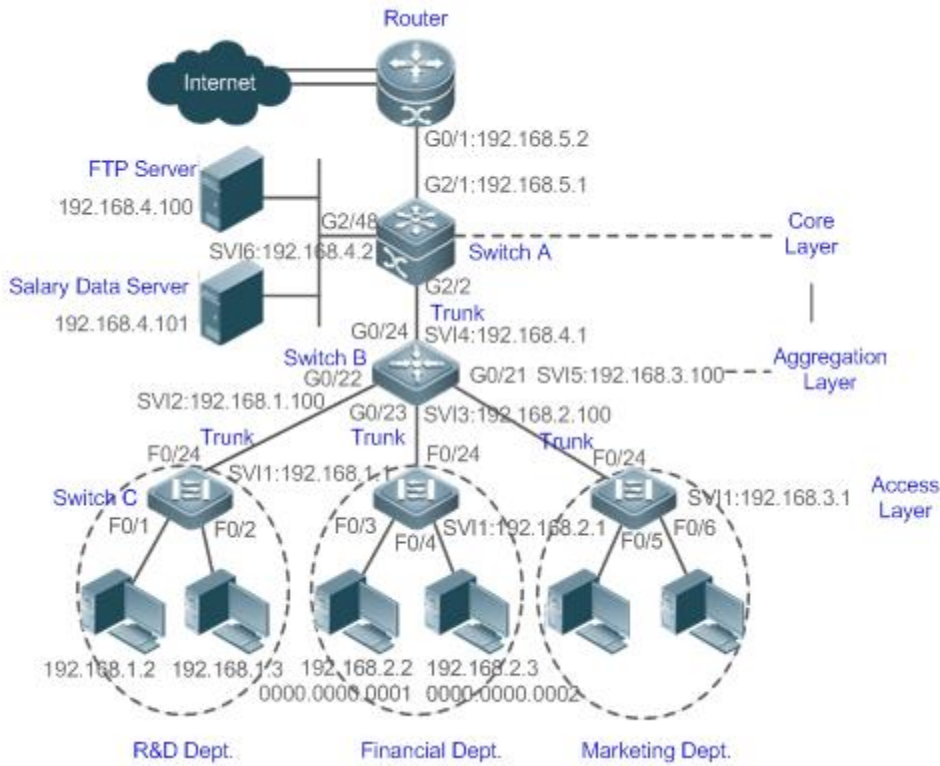 Router
Internet
G0/1:192.168.5.2
FTP Server
192.168.4.100
G2/1:192.168.5.1
G2/48
SVI6:192.168.4.2
Switch A
Core
Layer
Salary Data Server
192.168.4.101
G2/2
Trunk
G0/24
SVI4:192.168.4.1
Switch B
G0/22
G0/21
SVI5:192.168.3.100
Aggregation
Layer
SVI2:192.168.1.100
G0/23
SVI3:192.168.2.100
Trunk
Trunk
Trunk
F0/24
SVI1:192.168.1.1
F0/24
F0/24
Switch C
F0/1
F0/2
F0/3
F0/4
SVI1:192.168.2.1
F0/5
F0/6
SVI1:192.168.3.1
Access
Layer
192.168.1.2
192.168.1.3
192.168.2.2
0000.0000.0001
192.168.2.3
0000.0000.0002
R&D Dept.
Financial Dept.
Marketing Dept.